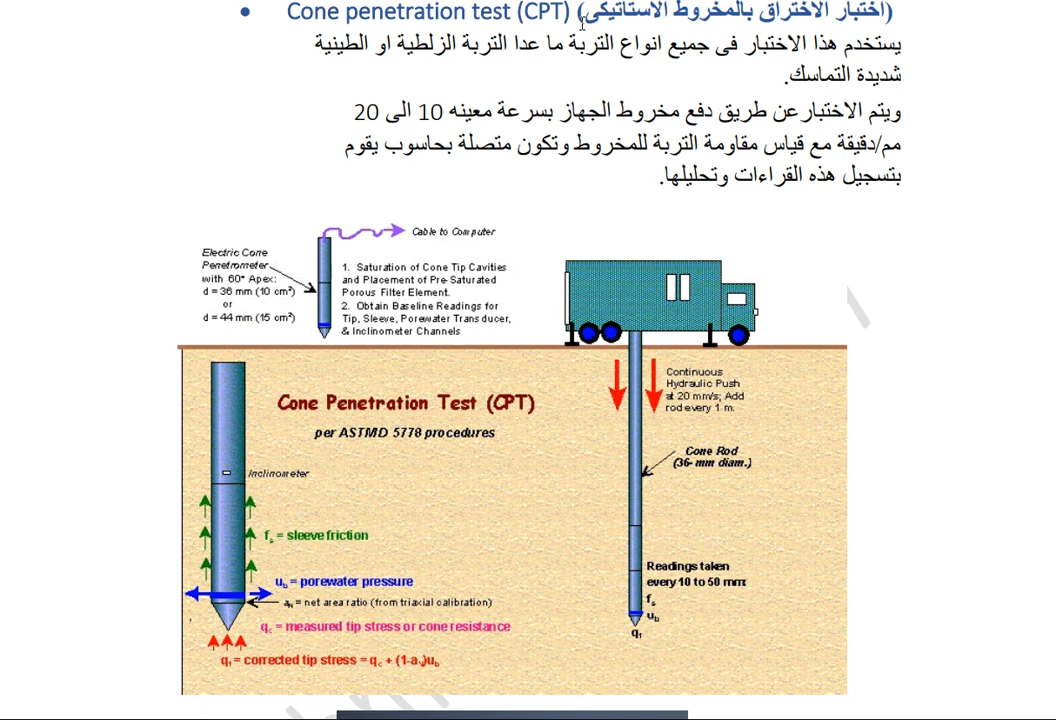 • Cone penetration test (CPT) (اختبار الاختراق بالمخروط الاستاتيكى)
يستخدم هذا الاختبار فى جميع انواع التربة ما عدا التربة الزلطية او الطينية
شديدة التماسك.
ويتم الاختبارعن طريق دفع مخروط الجهاز بسرعة معينه 10 الى 20
مم/دقيقة مع قياس مقاومة التربة للمخروط وتكون متصلة بحاسوب يقوم
بتسجيل هذه القراءات وتحليلها.
Cable to Computer
Electric Cone
Penetrometer
with 60° Apex:
d = 36 mm (10 cm²)
or
d = 44 mm (15 cm²)
1. Saturation of Cone Tip Cavities
and Placement of Pre-Saturated
Porous Filter Element.
2. Obtain Baseline Readings for
Tip, Sleeve, Porewater Transducer,
& Inclinometer Channels
Continuous
Hydraulic Push
at 20 mm/s; Add
rod every 1 m.
Cone Penetration Test (CPT)
per ASTMD 5778 procedures
Cone Rod
(36-mm diam.)
Inclinometer
fs = sleeve friction
ub = porewater pressure
aN = net area ratio (from triaxial calibration)
qc = measured tip stress or cone resistance
qt = corrected tip stress = qc + (1-a)ub
Readings taken
every 10 to 50 mm:
fs
ub
qt